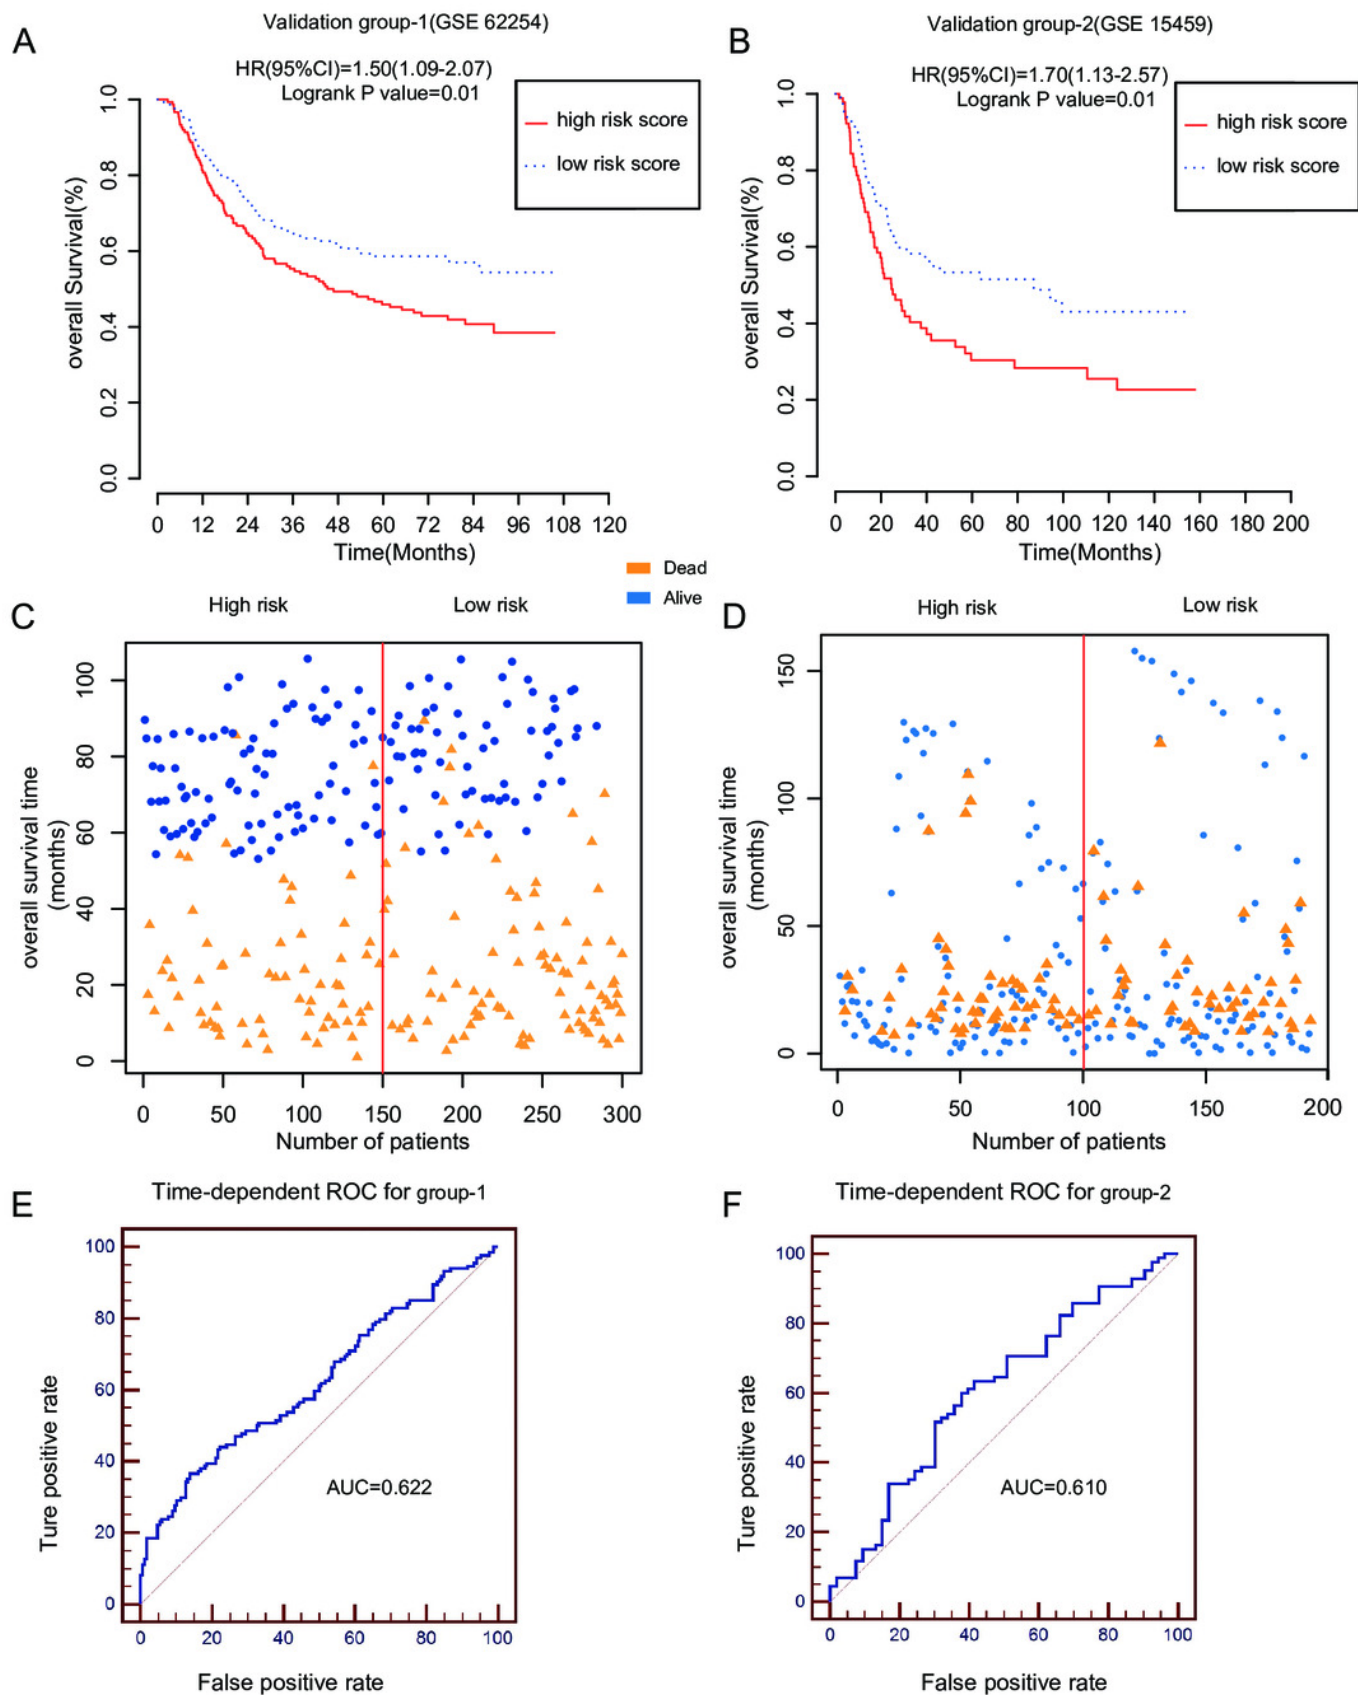 A
Validation group-1(GSE 62254)
HR(95%CI)=1.50(1.09-2.07)
Logrank P value=0.01
high risk score
low risk score
overall Survival(%)
1.0
0.8
0.6
0.4
0.2
0.0
0 12 24 36 48 60 72 84 96 108 120
Time(Months)
B
Validation group-2(GSE 15459)
HR(95%CI)=1.70(1.13-2.57)
Logrank P value=0.01
high risk score
low risk score
overall Survival(%)
1.0
0.8
0.6
0.4
0.2
0.0
0 20 40 60 80 100 120 140 160 180 200
Time(Months)
Dead
Alive
C
High risk
Low risk
overall survival time
(months)
100
80
60
40
20
0
0 50 100 150 200 250 300
Number of patients
D
High risk
Low risk
overall survival time
(months)
150
100
50
0
0 50 100 150 200
Number of patients
E
Time-dependent ROC for group-1
Ture positive rate
100
80
60
40
20
0
AUC=0.622
0 20 40 60 80 100
False positive rate
F
Time-dependent ROC for group-2
Ture positive rate
100
80
60
40
20
0
AUC=0.610
0 20 40 60 80 100
False positive rate